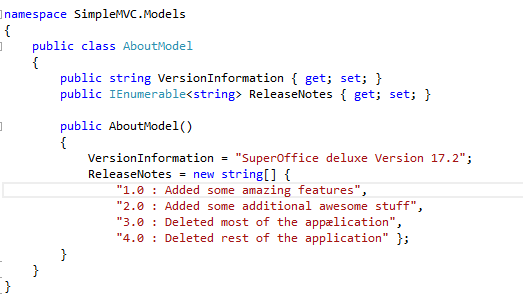 namespace SimpleMVC.Models
{
    public class AboutModel
    {
        public string VersionInformation { get; set; }
        public IEnumerable<string> ReleaseNotes { get; set; }

        public AboutModel()
        {
            VersionInformation = "SuperOffice deluxe Version 17.2";
            ReleaseNotes = new string[] {
                "1.0 : Added some amazing features",
                "2.0 : Added some additional awesome stuff",
                "3.0 : Deleted most of the appælication",
                "4.0 : Deleted rest of the application" };
        }
    }
}